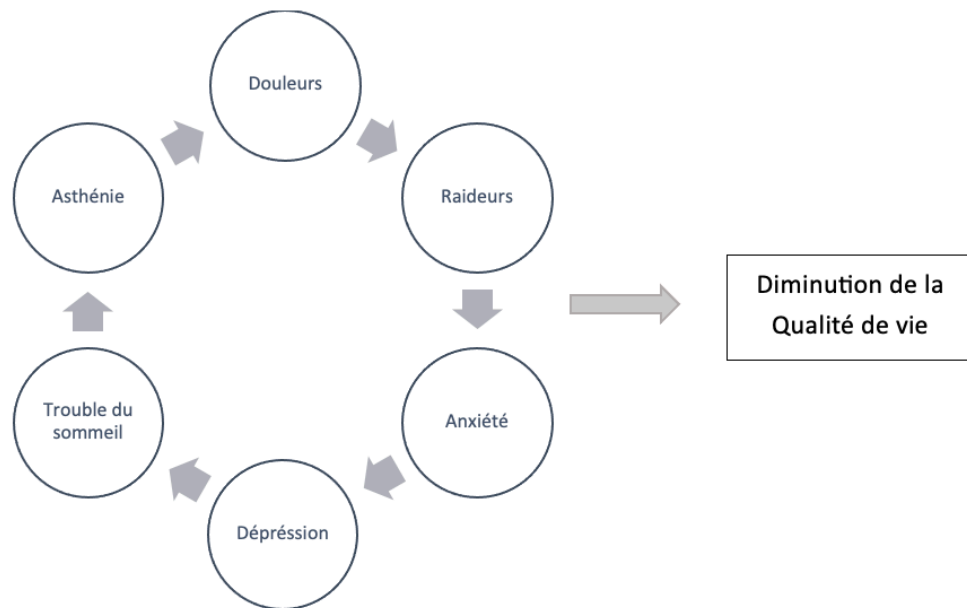 Douleurs
Raideurs
Anxiété
Dépréssion
Trouble du
sommeil
Asthénie
Diminution de la
Qualité de vie